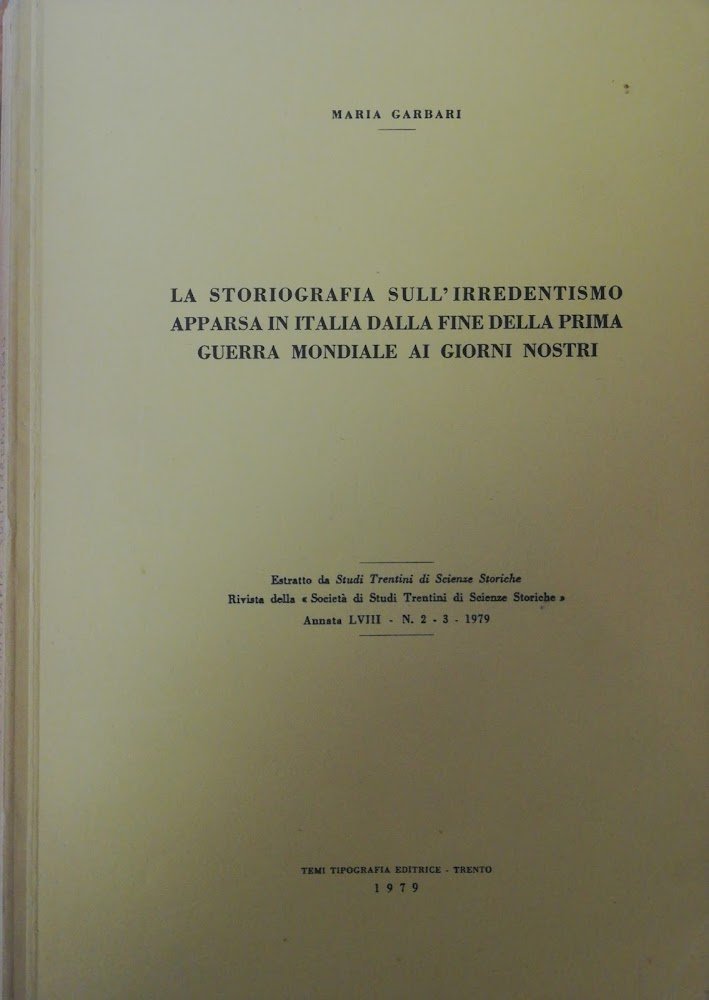 MARIA GARBARI
LA STORIOGRAFIA SULL'IRREDENTISMO
APPARSA IN ITALIA DALLA FINE DELLA PRIMA
GUERRA MONDIALE AI GIORNI NOSTRI
Estratto da Studi Trentini di Scienze Storiche
Rivista della « Società di Studi Trentini di Scienze Storiche »
Annata LVIII - N. 2 - 3 - 1979
TEMI TIPOGRAFIA EDITRICE - TRENTO
1979